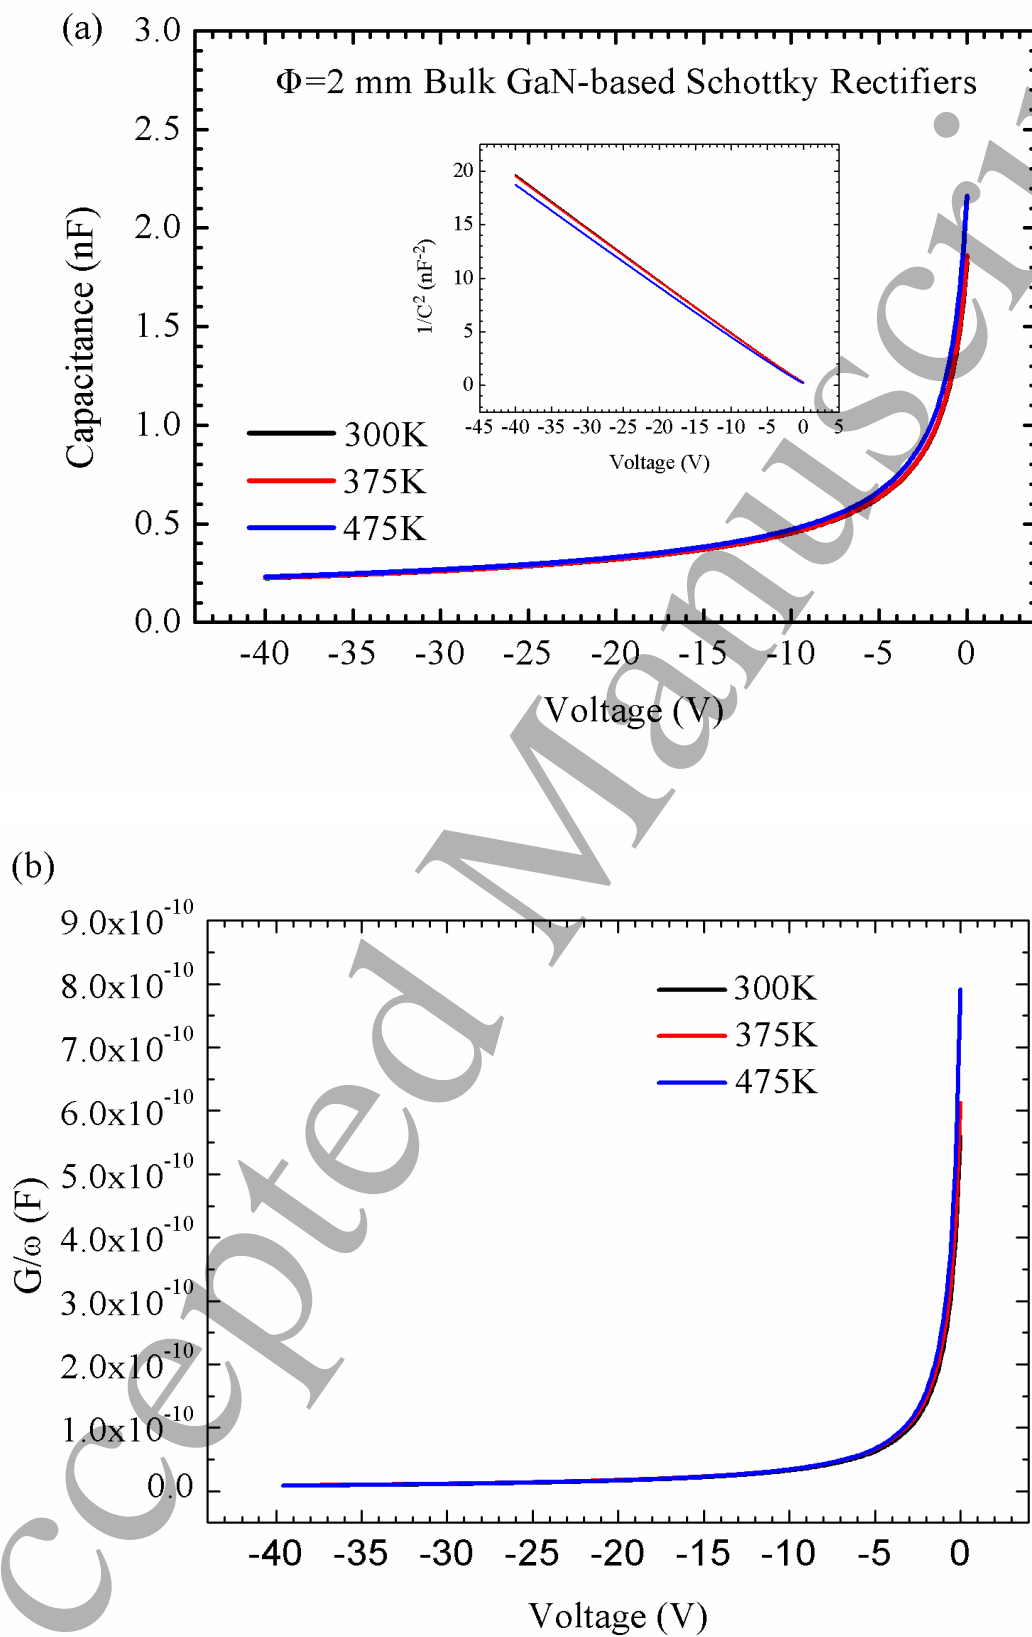 (a)
3.0
Φ=2 mm Bulk GaN-based Schottky Rectifiers
2.5
2.0
1.5
1.0
0.5
0.0
Capacitance (nF)
20
15
10
5
0
1/C² (nF⁻²)
-45 -40 -35 -30 -25 -20 -15 -10 -5 0 5
Voltage (V)
300K
375K
475K
-40 -35 -30 -25 -20 -15 -10 -5 0
Voltage (V)
(b)
9.0x10⁻¹⁰
8.0x10⁻¹⁰
7.0x10⁻¹⁰
6.0x10⁻¹⁰
5.0x10⁻¹⁰
4.0x10⁻¹⁰
3.0x10⁻¹⁰
2.0x10⁻¹⁰
1.0x10⁻¹⁰
0.0
G/ω (F)
300K
375K
475K
-40 -35 -30 -25 -20 -15 -10 -5 0
Voltage (V)
ccepted Manuscri